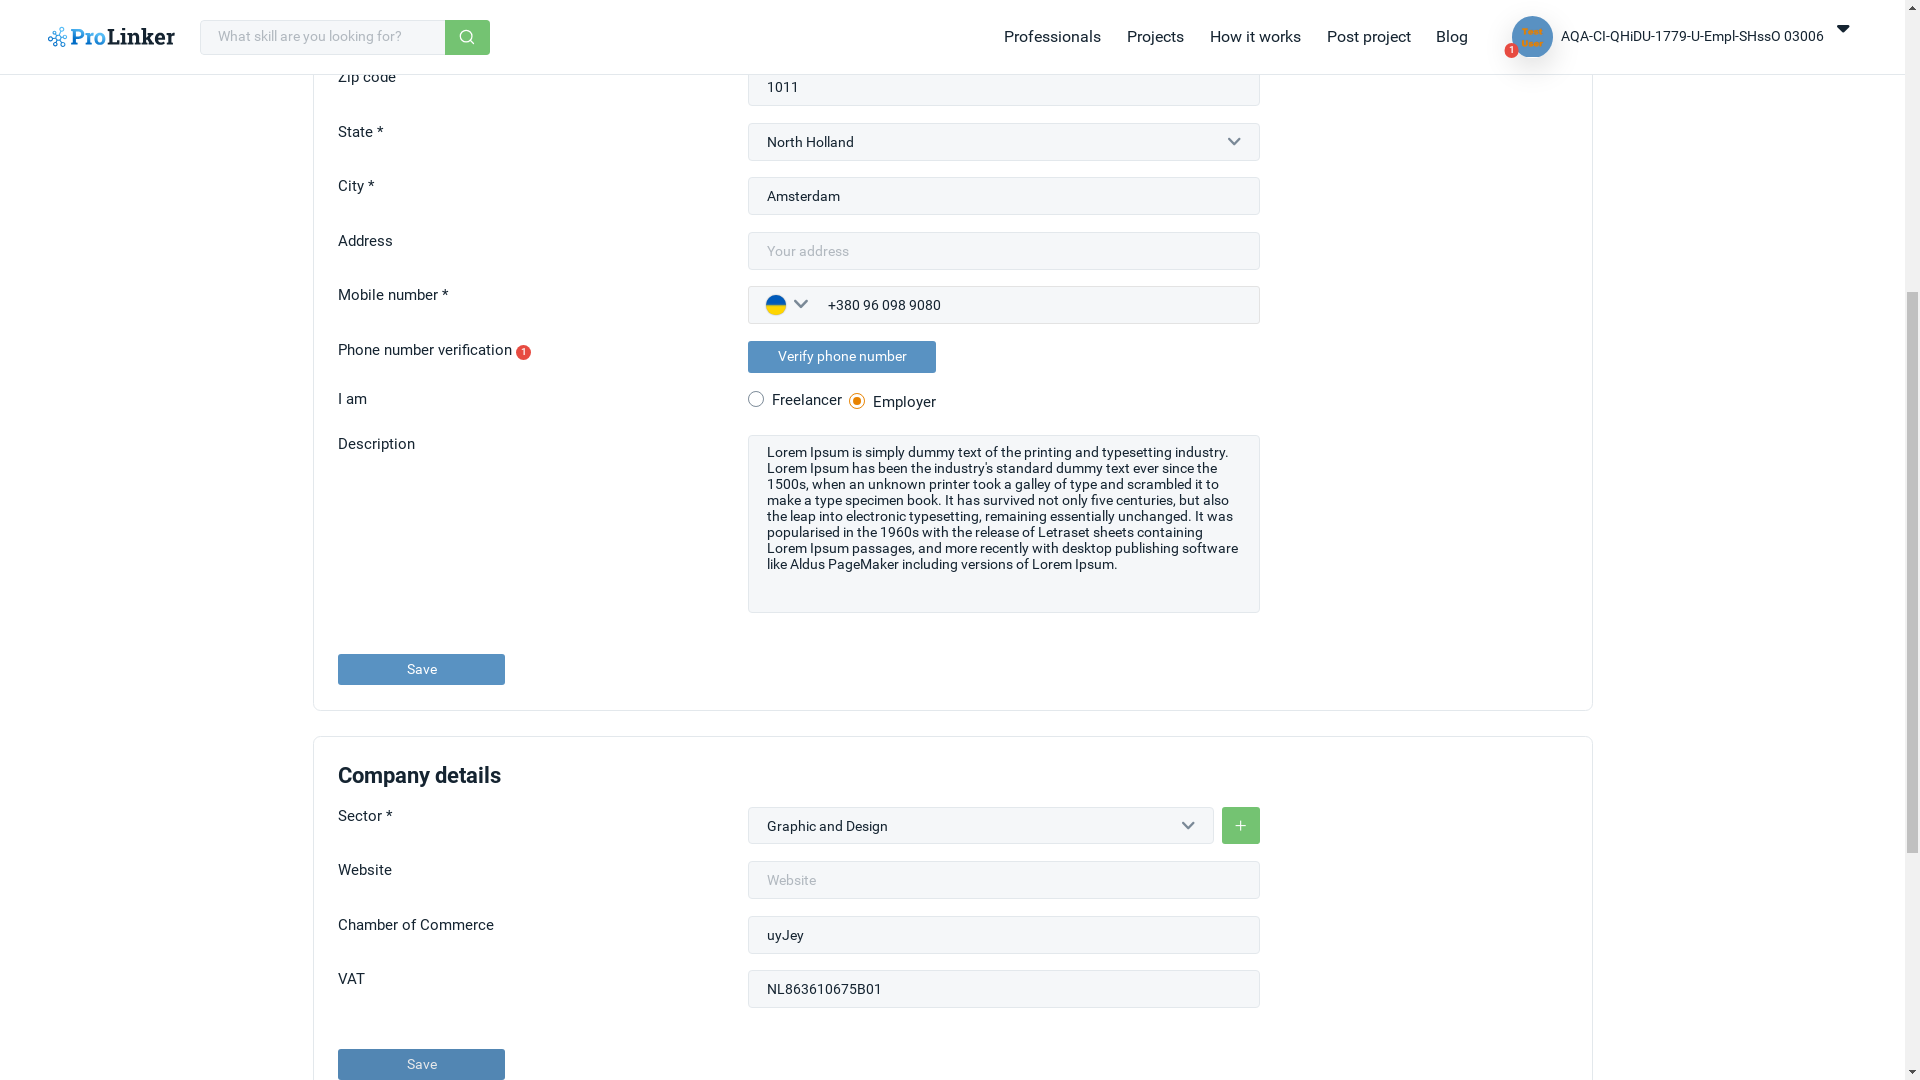 ProLinker
What skill are you looking for?
Professionals
Projects
How it works
Post project
Blog
Test
User
1
AQA-CI-QHiDU-1779-U-Empl-SHssO 03006
Zip code
1011
State *
North Holland
City *
Amsterdam
Address
Your address
Mobile number *
+380 96 098 9080
Phone number verification 1
Verify phone number
I am
Freelancer
Employer
Description
Lorem Ipsum is simply dummy text of the printing and typesetting industry.
Lorem Ipsum has been the industry's standard dummy text ever since the
1500s, when an unknown printer took a galley of type and scrambled it to
make a type specimen book. It has survived not only five centuries, but also
the leap into electronic typesetting, remaining essentially unchanged. It was
popularised in the 1960s with the release of Letraset sheets containing
Lorem Ipsum passages, and more recently with desktop publishing software
like Aldus PageMaker including versions of Lorem Ipsum.
Save
Company details
Sector *
Graphic and Design
+
Website
Website
Chamber of Commerce
uyJey
VAT
NL863610675B01
Save